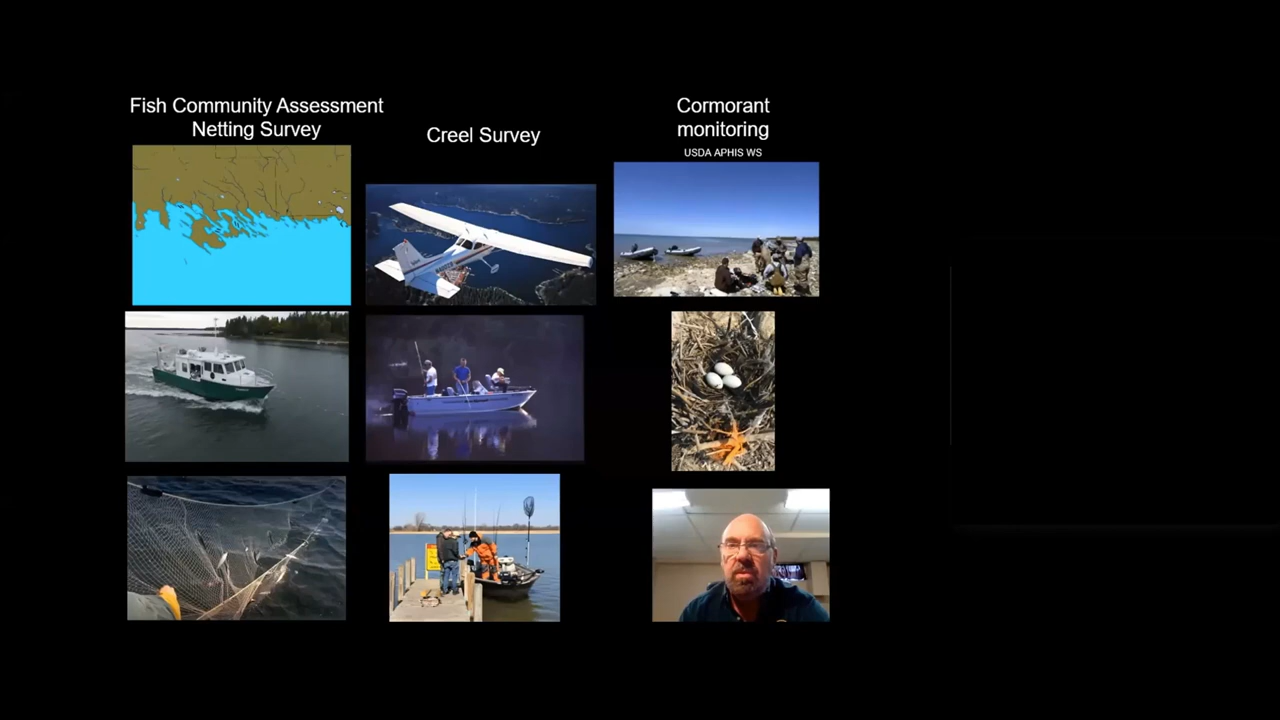 Fish Community Assessment
Netting Survey
Creel Survey
Cormorant
monitoring
USDA APHIS WS